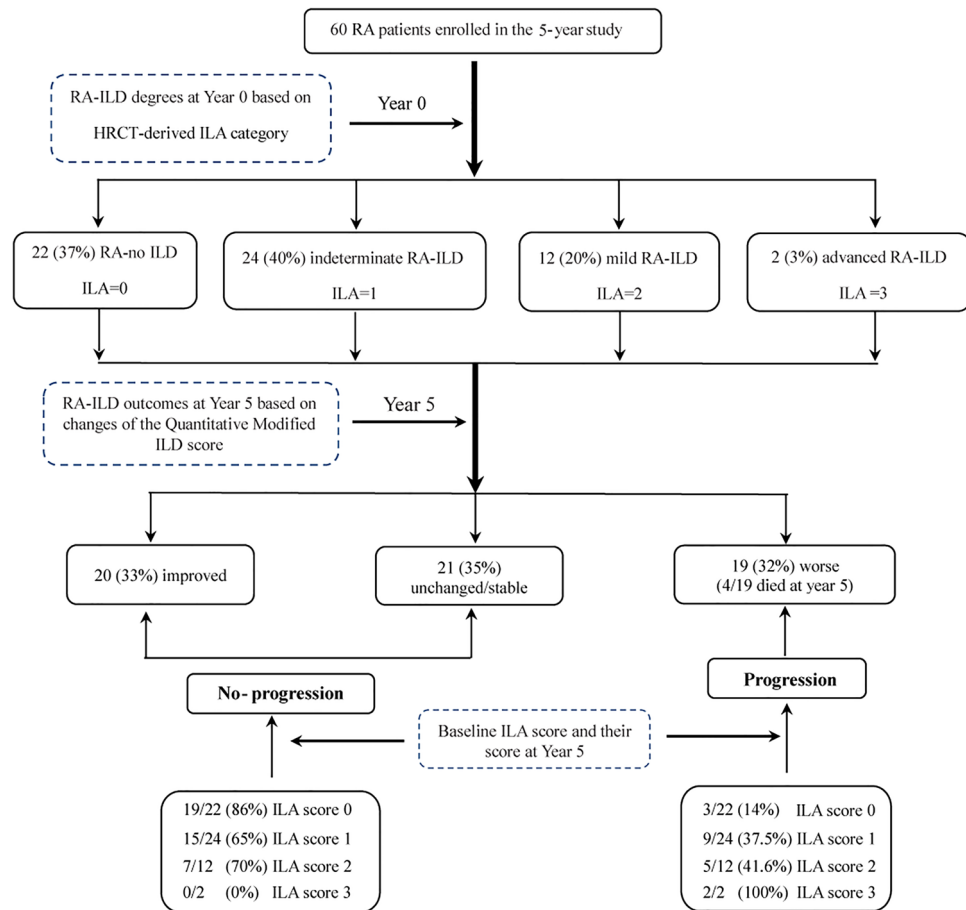 60 RA patients enrolled in the 5-year study
RA-ILD degrees at Year 0 based on
HRCT-derived ILA category
Year 0
22 (37%) RA-no ILD
ILA=0
24 (40%) indeterminate RA-ILD
ILA=1
12 (20%) mild RA-ILD
ILA=2
2 (3%) advanced RA-ILD
ILA =3
RA-ILD outcomes at Year 5 based on
changes of the Quantitative Modified
ILD score
Year 5
20 (33%) improved
21 (35%)
unchanged/stable
19 (32%) worse
(4/19 died at year 5)
No- progression
Progression
Baseline ILA score and their
score at Year 5
19/22 (86%) ILA score 0
15/24 (65%) ILA score 1
7/12 (70%) ILA score 2
0/2 (0%) ILA score 3
3/22 (14%) ILA score 0
9/24 (37.5%) ILA score 1
5/12 (41.6%) ILA score 2
2/2 (100%) ILA score 3